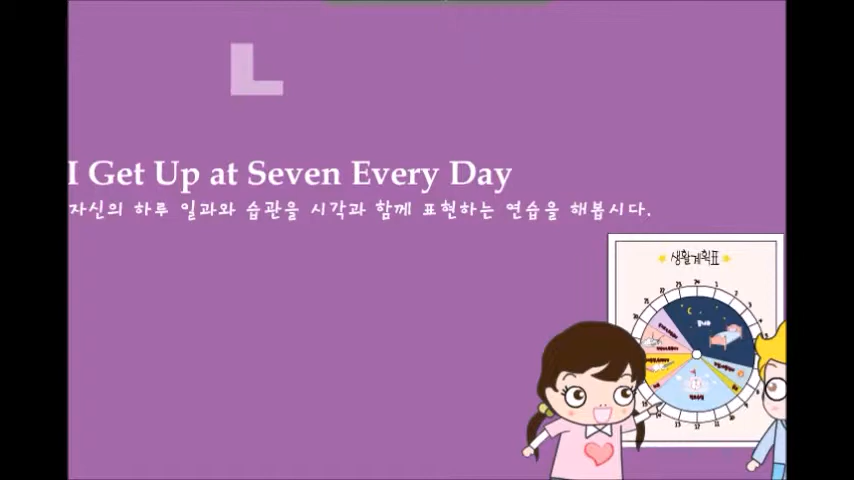 I Get Up at Seven Every Day
자신의 하루 일과와 습관을 시각과 함께 표현하는 연습을 해봅시다.
생활계획표